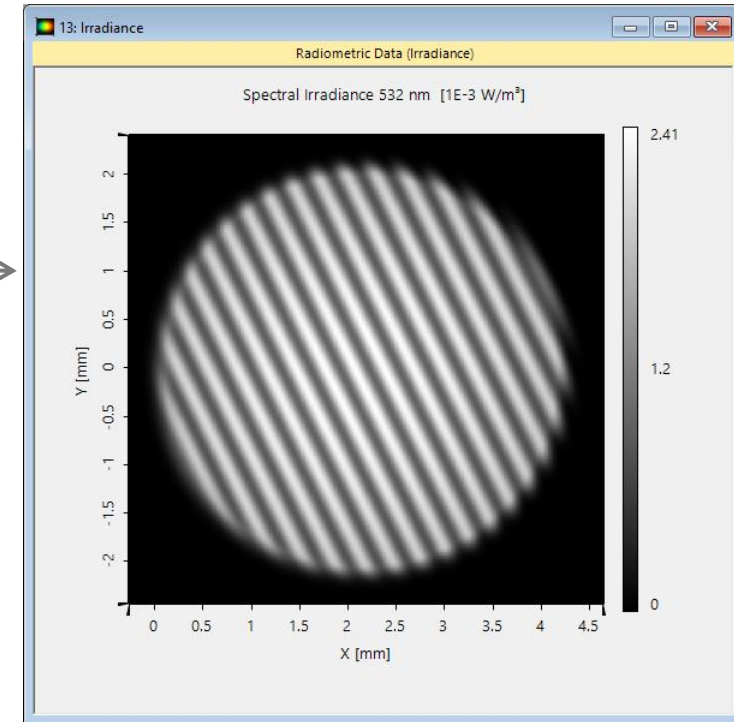 13: Irradiance
Radiometric Data (Irradiance)
Spectral Irradiance 532 nm [1E-3 W/m³]
2.41
1.2
0
Y [mm]
2
1.5
1
0.5
0
-0.5
-1
-1.5
-2
0 0.5 1 1.5 2 2.5 3 3.5 4 4.5
X [mm]